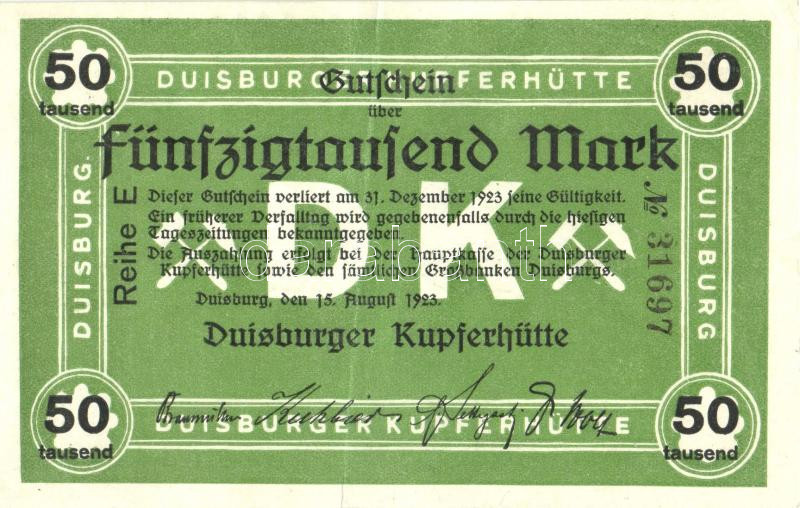 50
tausend
DUISBURGER KUPFERHÜTTE
50
tausend
Gutschein
über
fünfzigtausend Mark
Dieser Gutschein verliert am 31. Dezember 1923 seine Gültigkeit.
Ein früherer Verfalltag wird gegebenenfalls durch die hiesigen
Tageszeitungen bekanntgegeben.
Die Auszahlung erfolgt bei der Hauptkasse der Duisburger
Kupferhütte sowie den sämtlichen Großbanken Duisburgs.
Duisburg, den 15. August 1923.
Duisburger Kupferhütte
DUISBURG.
Reihe E
DK
№ 31697
DUISBURG
50
tausend
DUISBURGER KUPFERHÜTTE
50
tausend